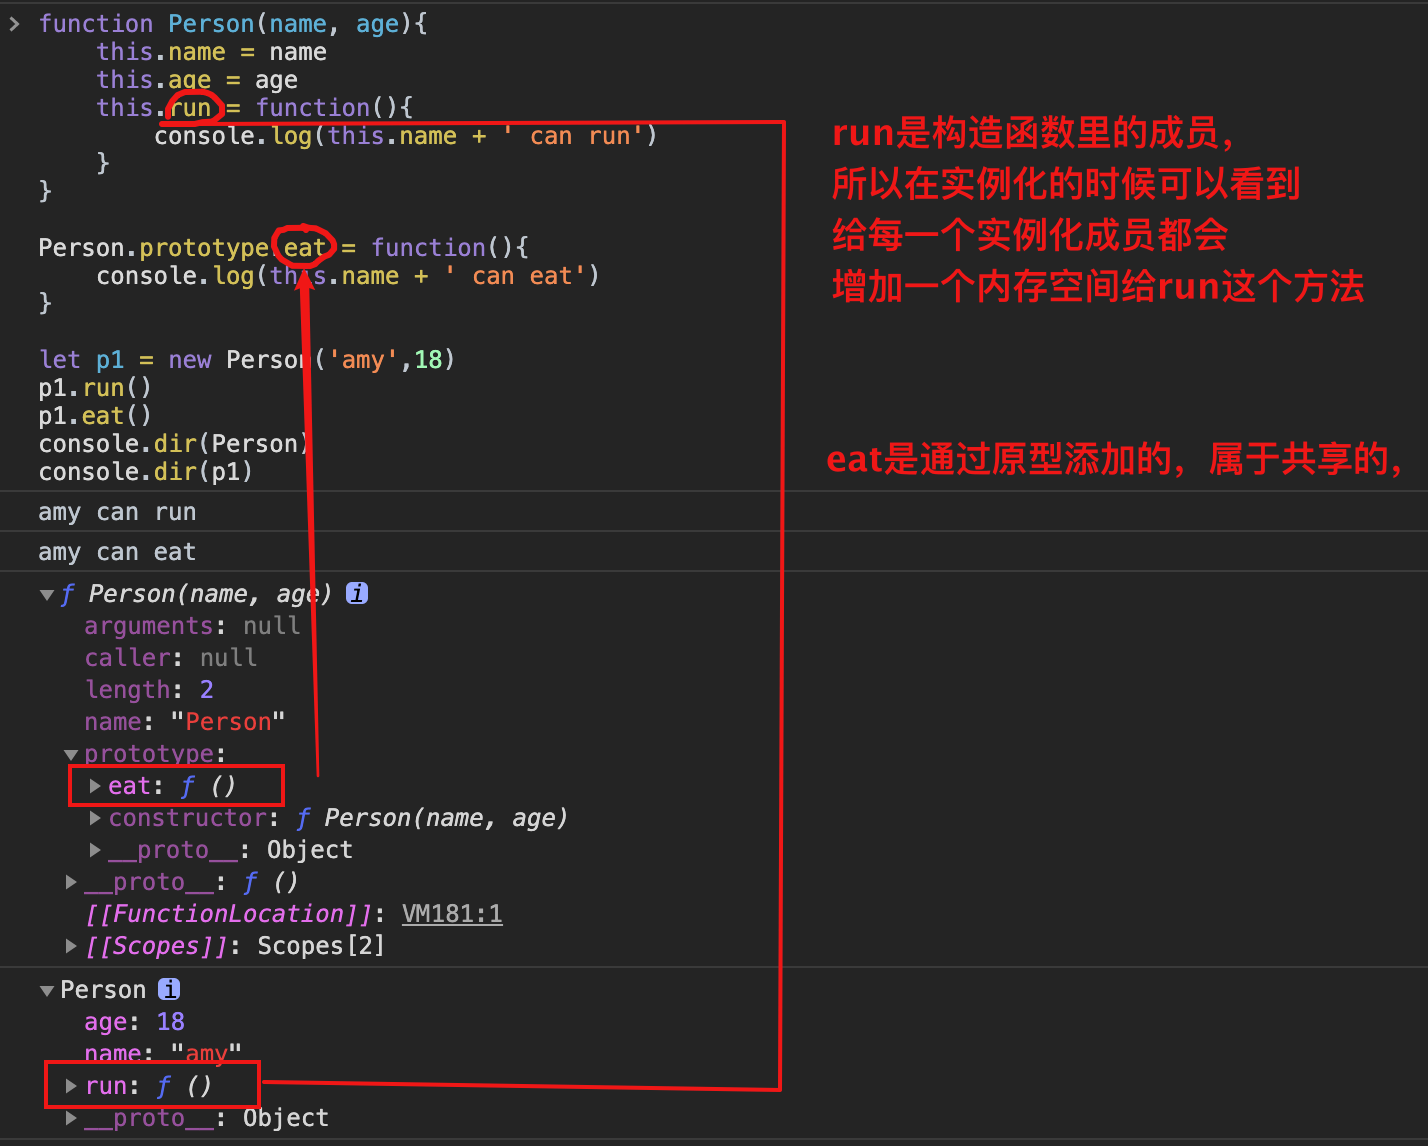 function Person(name, age){
this.name = name
this.age = age
this.run = function(){
console.log(this.name + ' can run')
}
}
Person.prototype.eat = function(){
console.log(this.name + ' can eat')
}
let p1 = new Person('amy',18)
p1.run()
p1.eat()
console.dir(Person)
console.dir(p1)
run是构造函数里的成员，
所以在实例化的时候可以看到
给每一个实例化成员都会
增加一个内存空间给run这个方法
eat是通过原型添加的，属于共享的，
amy can run
amy can eat
ƒ Person(name, age) i
arguments: null
caller: null
length: 2
name: "Person"
prototype:
eat: ƒ ()
constructor: ƒ Person(name, age)
__proto__: Object
__proto__: ƒ ()
[[FunctionLocation]]: VM181:1
[[Scopes]]: Scopes[2]
Person i
age: 18
name: "amy"
run: ƒ ()
__proto__: Object